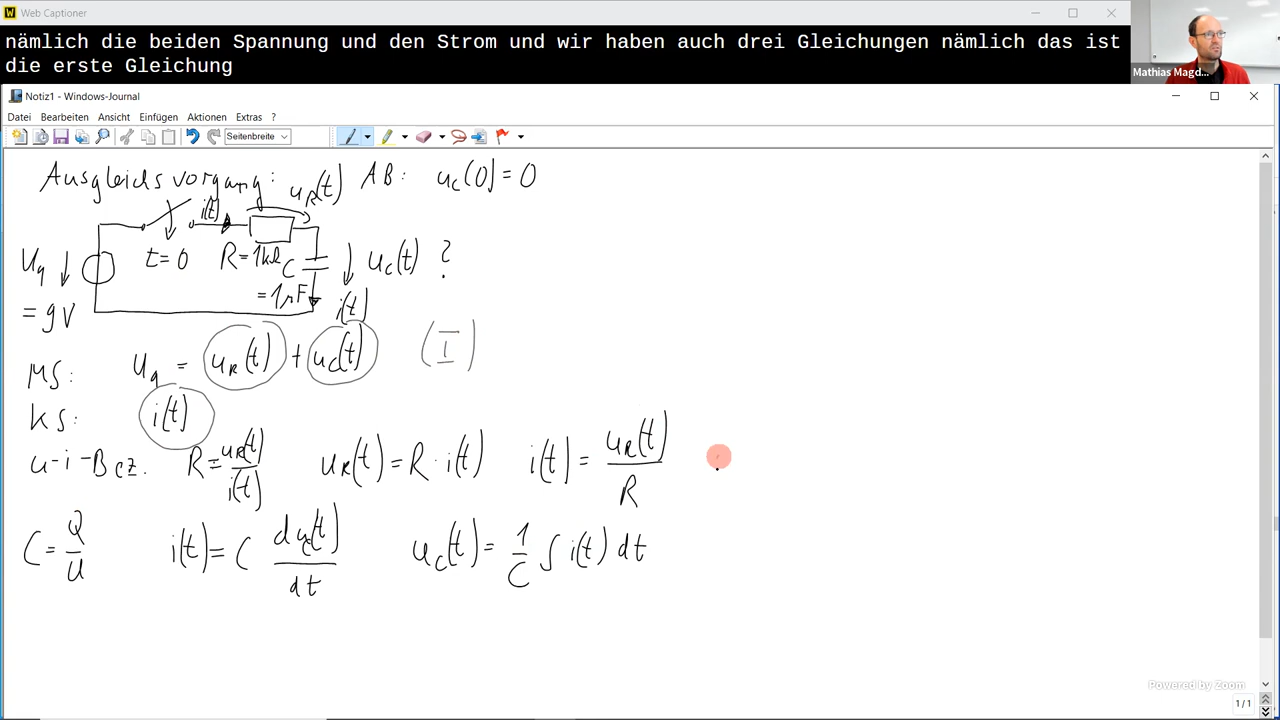 Web Captioner
nämlich die beiden Spannung und den Strom und wir haben auch drei Gleichungen nämlich das ist
die erste Gleichung
Mathias Magd...
Notiz1 - Windows-Journal
Datei Bearbeiten Ansicht Einfügen Aktionen Extras ?
Seitenbreite
Ausgleichsvorgang: AB: u_C(0) = 0
u_R(t)
i(t)
U_q t=0 R=1kΩ C u_C(t) ?
= 9V = 1µF i(t)
MS: U_q = u_R(t) + u_C(t) (I)
KS: i(t)
u-i-Bez. R = u_R(t)/i(t) u_R(t) = R · i(t) i(t) = u_R(t)/R
C = Q/U i(t) = C du_C(t)/dt u_C(t) = 1/C ∫ i(t) dt
Powered by Zoom
1/1